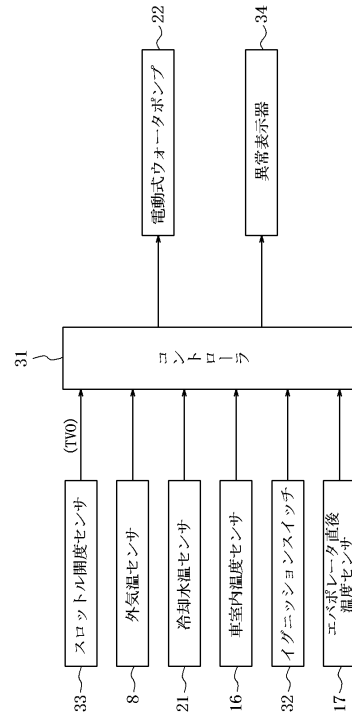 31
(TVO)
33
スロットル開度センサ
8
外気温センサ
21
冷却水温センサ
16
車室内温度センサ
32
イグニッションスイッチ
17
エバポレータ直後
温度センサ
コントローラ
電動式ウォータポンプ
22
異常表示器
34